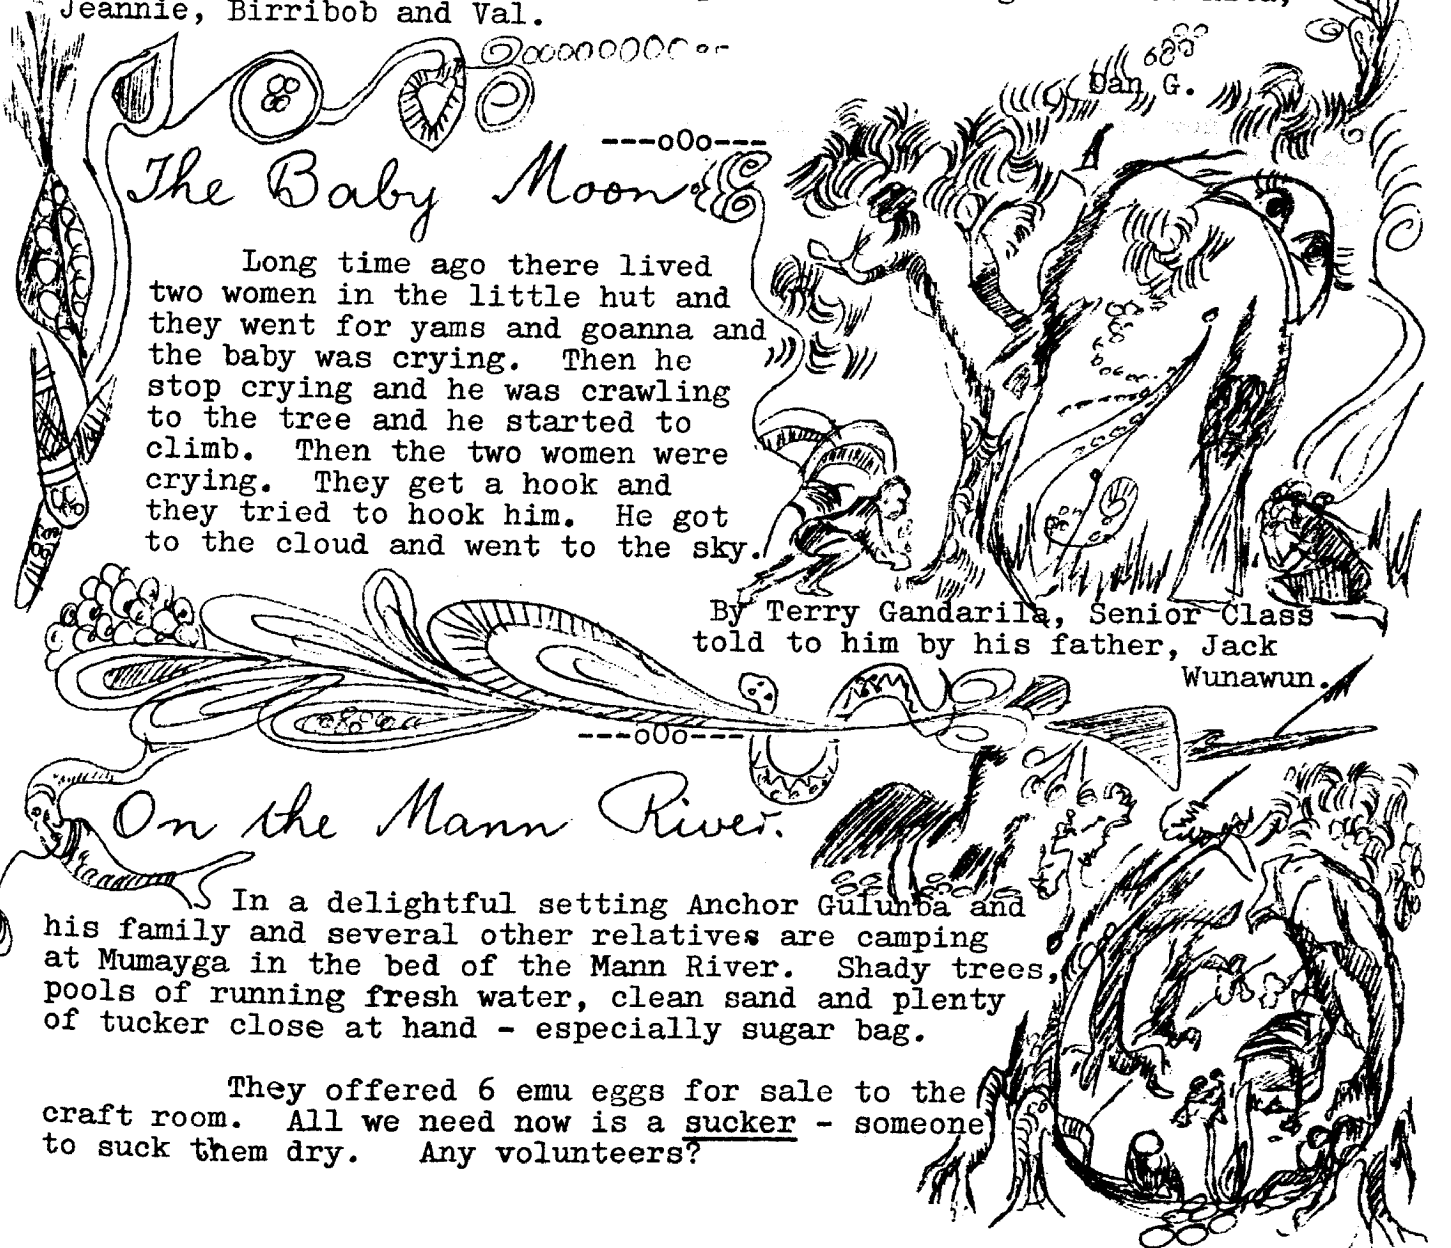 Jeannie, Birribob and Val.
Dan G.
---oOo---
The Baby Moon
Long time ago there lived
two women in the little hut and
they went for yams and goanna and
the baby was crying. Then he
stop crying and he was crawling
to the tree and he started to
climb. Then the two women were
crying. They get a hook and
they tried to hook him. He got
to the cloud and went to the sky.
By Terry Gandarila, Senior Class
told to him by his father, Jack
Wunawun.
---oOo---
On the Mann River.
In a delightful setting Anchor Gulunba and
his family and several other relatives are camping
at Mumayga in the bed of the Mann River. Shady trees,
pools of running fresh water, clean sand and plenty
of tucker close at hand - especially sugar bag.
They offered 6 emu eggs for sale to the
craft room. All we need now is a sucker - someone
to suck them dry. Any volunteers?